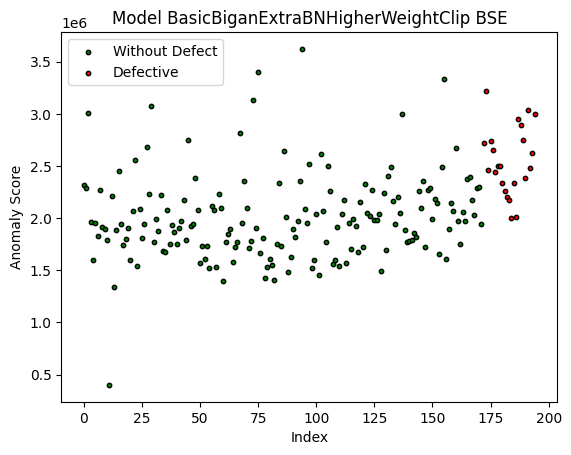 Model BasicBiganExtraBNHigherWeightClip BSE
1e6
Without Defect
Defective
3.5
3.0
2.5
2.0
1.5
1.0
0.5
Anomaly Score
0 25 50 75 100 125 150 175 200
Index